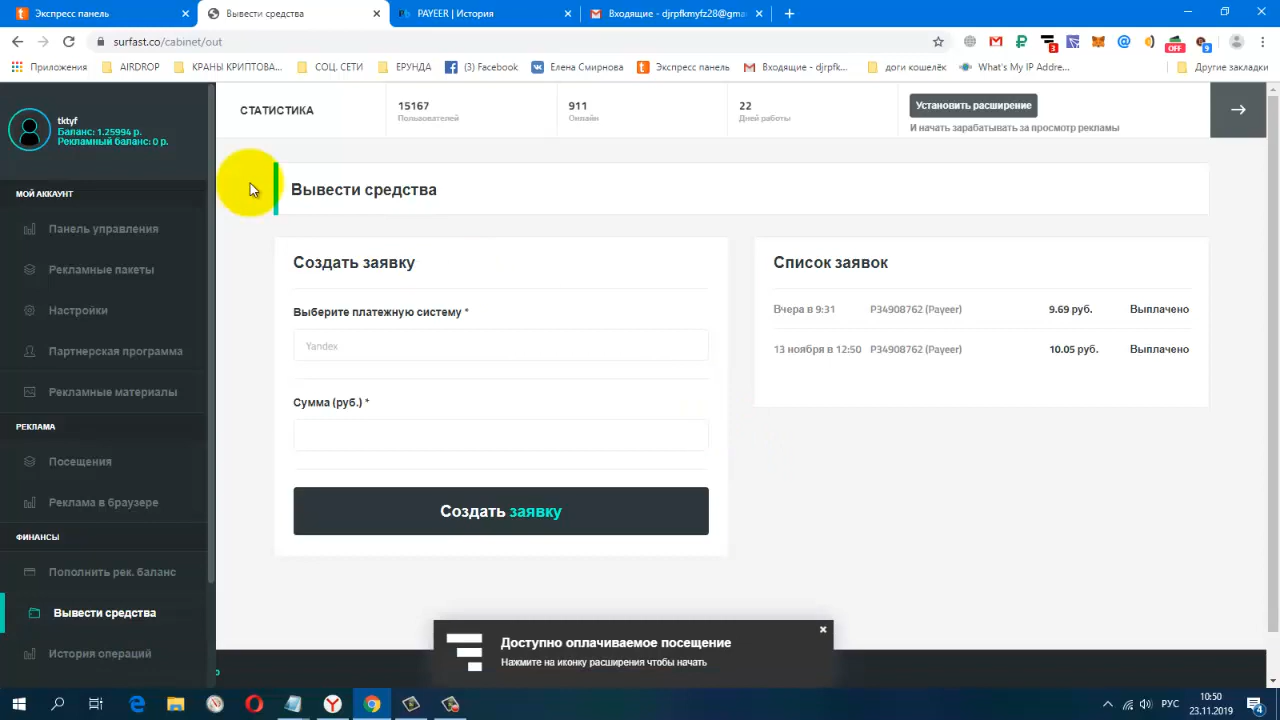 Экспресс панель
Вывести средства
PAYEER | История
Входящие - djrpfkmyfz28@gma
surfast.co/cabinet/out
3
OFF
9
Приложения
AIRDROP
КРАНЫ КРИПТОВА...
СОЦ. СЕТИ
ЕРУНДА
(3) Facebook
Елена Смирнова
Экспресс панель
Входящие - djrpfk...
доги кошелёк
What's My IP Addre...
Другие закладки
tktyf
Баланс: 1.25994 р.
Рекламный баланс: 0 р.
СТАТИСТИКА
15167
Пользователей
911
Онлайн
22
Дней работы
Установить расширение
И начать зарабатывать за просмотр рекламы
МОЙ АККАУНТ
Панель управления
Рекламные пакеты
Настройки
Партнерская программа
Рекламные материалы
РЕКЛАМА
Посещения
Реклама в браузере
ФИНАНСЫ
Пополнить рек. баланс
Вывести средства
История операций
Вывести средства
Создать заявку
Выберите платежную систему *
Yandex
Сумма (руб.) *
Создать заявку
Список заявок
Вчера в 9:31 P34908762 (Payeer) 9.69 руб. Выплачено
13 ноября в 12:50 P34908762 (Payeer) 10.05 руб. Выплачено
Доступно оплачиваемое посещение
Нажмите на иконку расширения чтобы начать
РУС
10:50
23.11.2019
4